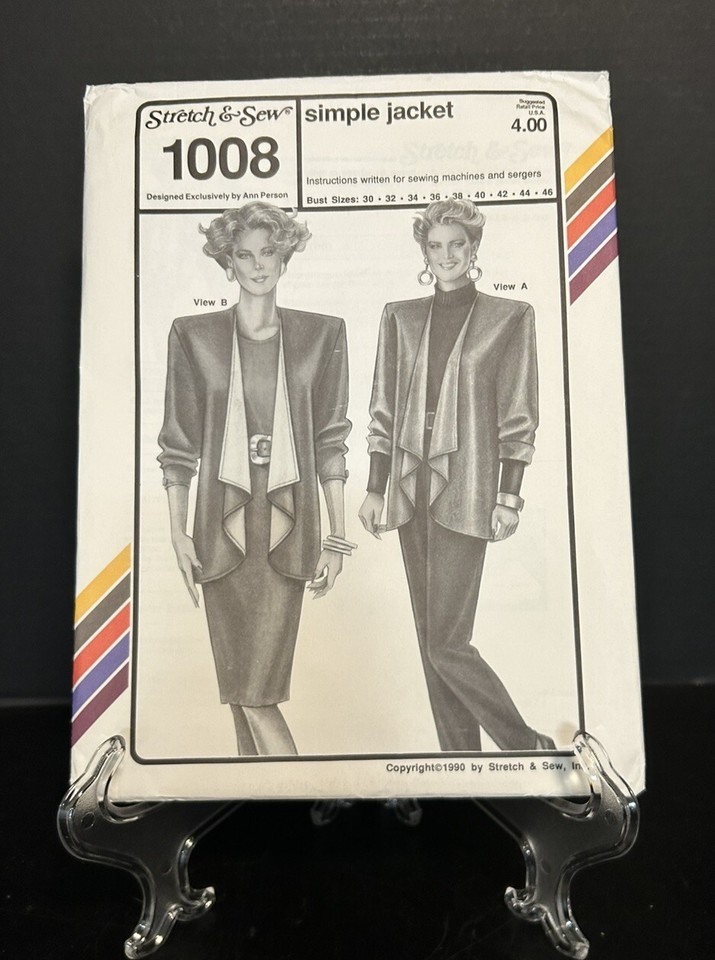 Stretch & Sew®
1008
Designed Exclusively by Ann Person
simple jacket
Suggested
Retail Price
U.S.A.
4.00
Instructions written for sewing machines and sergers
Bust Sizes: 30 • 32 • 34 • 36 • 38 • 40 • 42 • 44 • 46
View B
View A
Copyright©1990 by Stretch & Sew, In